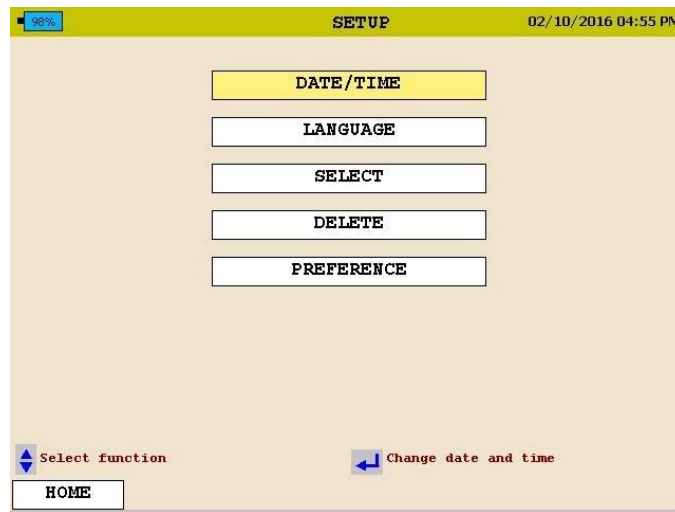 98% SETUP 02/10/2016 04:55 PM
DATE/TIME
LANGUAGE
SELECT
DELETE
PREFERENCE
Select function Change date and time
HOME